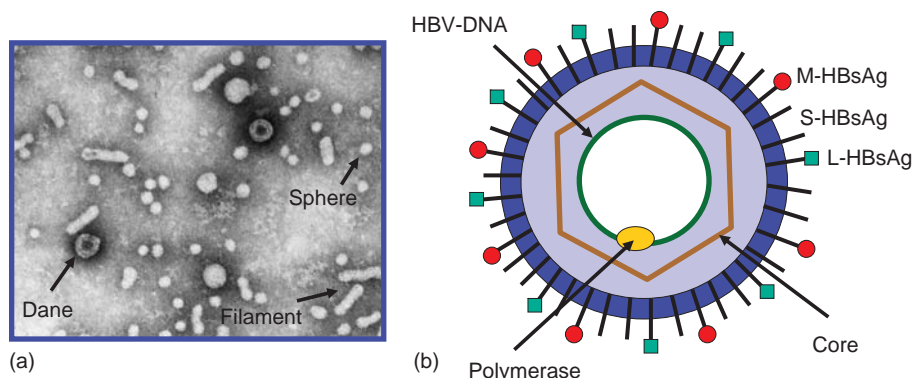 Sphere
Dane
Filament
(a)
HBV-DNA
M-HBsAg
S-HBsAg
L-HBsAg
Core
Polymerase
(b)